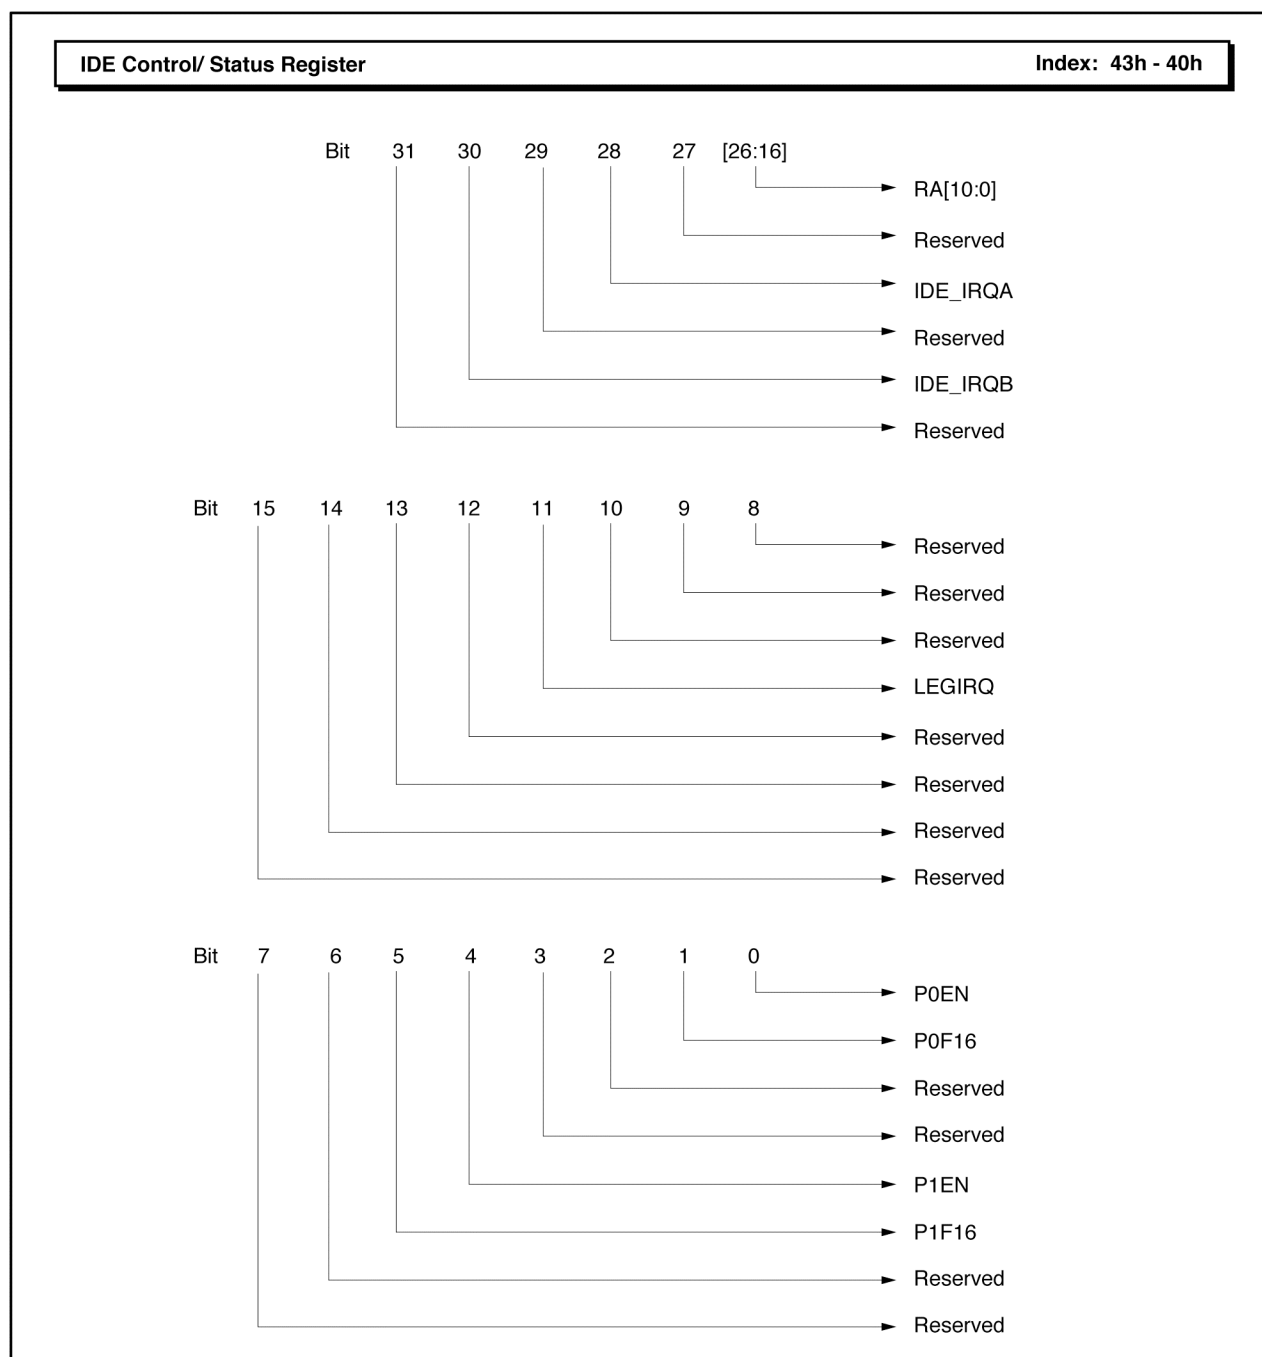 IDE Control/ Status Register Index: 43h - 40h
Bit 31 30 29 28 27 [26:16]
RA[10:0]
Reserved
IDE_IRQA
Reserved
IDE_IRQB
Reserved
Bit 15 14 13 12 11 10 9 8
Reserved
Reserved
Reserved
LEGIRQ
Reserved
Reserved
Reserved
Reserved
Bit 7 6 5 4 3 2 1 0
P0EN
P0F16
Reserved
Reserved
P1EN
P1F16
Reserved
Reserved